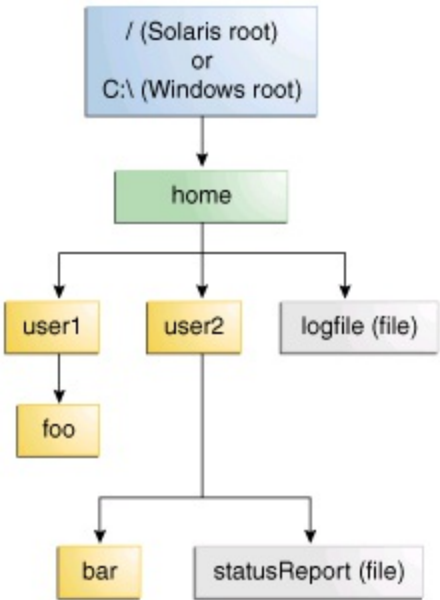 / (Solaris root)
or
C:\ (Windows root)
home
user1
user2
logfile (file)
foo
bar
statusReport (file)